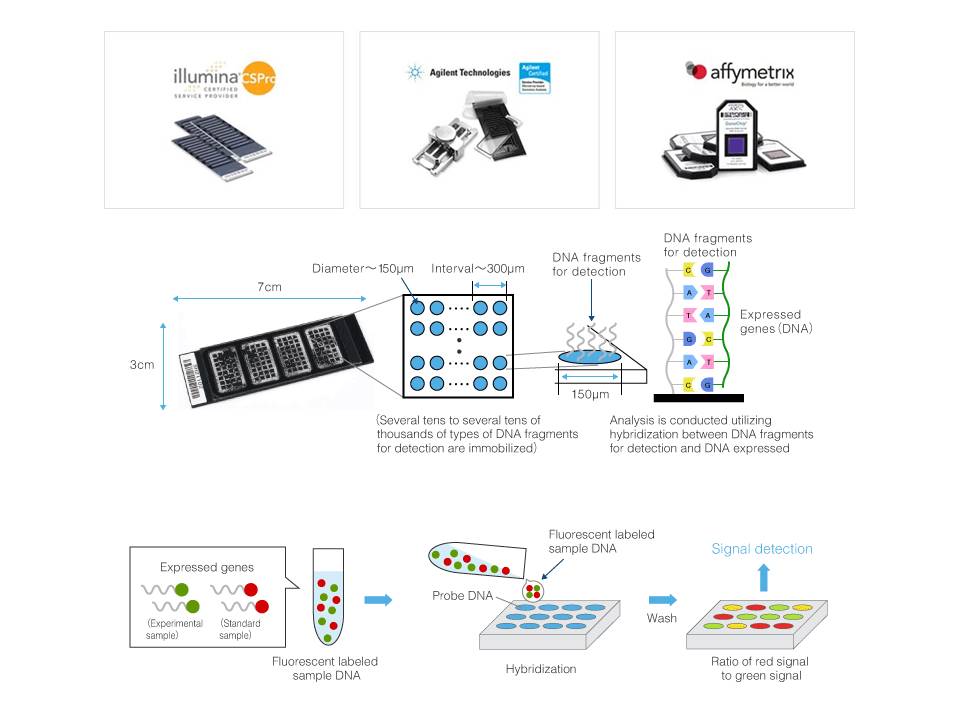 illumina CSPro
CERTIFIED
SERVICE PROVIDER
Agilent Technologies
Agilent
Certified
affymetrix
Biology for a better world
GeneChip
DNA fragments
for detection
DNA fragments
for detection
Diameter～150μm
Interval～300μm
7cm
3cm
150μm
C G
A T
T A
G C
A T
C G
Expressed
genes (DNA)
(Several tens to several tens of
thousands of types of DNA fragments
for detection are immobilized)
Analysis is conducted utilizing
hybridization between DNA fragments
for detection and DNA expressed
Expressed genes
(Experimental
sample)
(Standard
sample)
Fluorescent labeled
sample DNA
Fluorescent labeled
sample DNA
Probe DNA
Hybridization
Wash
Signal detection
Ratio of red signal
to green signal